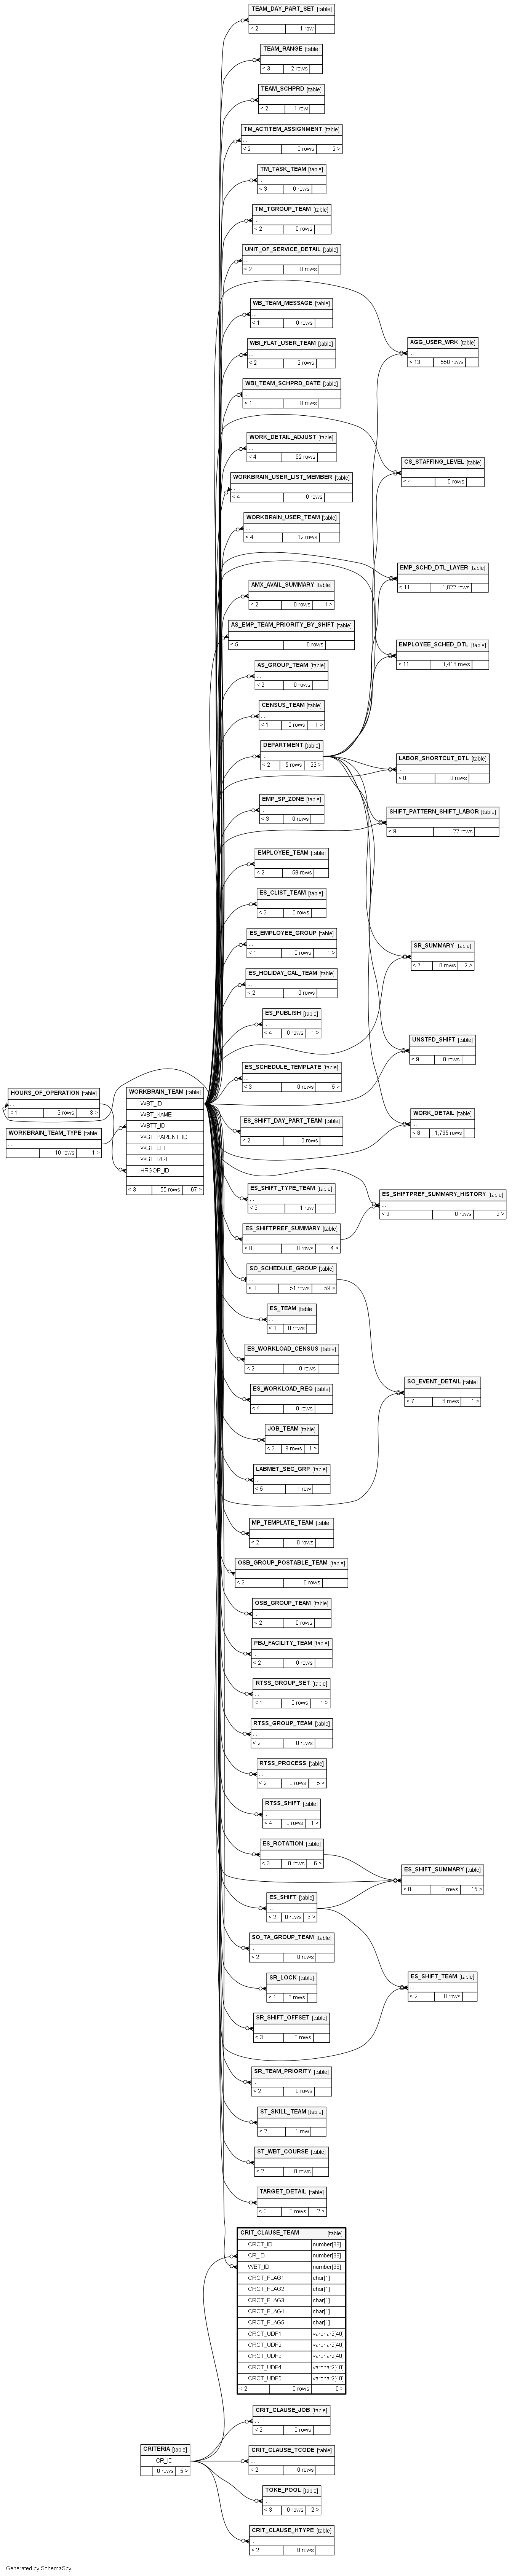 TEAM_DAY_PART_SET [table]
...
< 2 1 row
TEAM_RANGE [table]
...
< 3 2 rows
TEAM_SCHPRD [table]
...
< 2 1 row
TM_ACTITEM_ASSIGNMENT [table]
...
< 2 0 rows 2 >
TM_TASK_TEAM [table]
...
< 3 0 rows
TM_TGROUP_TEAM [table]
...
< 2 0 rows
UNIT_OF_SERVICE_DETAIL [table]
...
< 2 0 rows
WB_TEAM_MESSAGE [table]
...
< 1 0 rows
WBI_FLAT_USER_TEAM [table]
...
< 2 2 rows
WBI_TEAM_SCHPRD_DATE [table]
...
< 1 0 rows
WORK_DETAIL_ADJUST [table]
...
< 4 92 rows
WORKBRAIN_USER_LIST_MEMBER [table]
...
< 4 0 rows
WORKBRAIN_USER_TEAM [table]
...
< 4 12 rows
AMX_AVAIL_SUMMARY [table]
...
< 2 0 rows 1 >
AS_EMP_TEAM_PRIORITY_BY_SHIFT [table]
...
< 5 0 rows
AS_GROUP_TEAM [table]
...
< 2 0 rows
CENSUS_TEAM [table]
...
< 1 0 rows 1 >
DEPARTMENT [table]
...
< 2 5 rows 23 >
EMP_SP_ZONE [table]
...
< 3 0 rows
EMPLOYEE_TEAM [table]
...
< 2 59 rows
ES_CLIST_TEAM [table]
...
< 2 0 rows
ES_EMPLOYEE_GROUP [table]
...
< 1 0 rows 1 >
ES_HOLIDAY_CAL_TEAM [table]
...
< 2 0 rows
ES_PUBLISH [table]
...
< 4 0 rows 1 >
ES_SCHEDULE_TEMPLATE [table]
...
< 3 0 rows 5 >
ES_SHIFT_DAY_PART_TEAM [table]
...
< 2 0 rows
ES_SHIFT_TYPE_TEAM [table]
...
< 3 1 row
ES_SHIFTPREF_SUMMARY [table]
...
< 8 0 rows 4 >
SO_SCHEDULE_GROUP [table]
...
< 8 51 rows 59 >
ES_TEAM [table]
...
< 1 0 rows
ES_WORKLOAD_CENSUS [table]
...
< 2 0 rows
ES_WORKLOAD_REQ [table]
...
< 4 0 rows
JOB_TEAM [table]
...
< 2 9 rows 1 >
LABMET_SEC_GRP [table]
...
< 5 1 row
MP_TEMPLATE_TEAM [table]
...
< 2 0 rows
OSB_GROUP_POSTABLE_TEAM [table]
...
< 2 0 rows
OSB_GROUP_TEAM [table]
...
< 2 0 rows
PBJ_FACILITY_TEAM [table]
...
< 2 0 rows
RTSS_GROUP_SET [table]
...
< 1 0 rows 1 >
RTSS_GROUP_TEAM [table]
...
< 2 0 rows
RTSS_PROCESS [table]
...
< 2 0 rows 5 >
RTSS_SHIFT [table]
...
< 4 0 rows 1 >
ES_ROTATION [table]
...
< 3 0 rows 6 >
ES_SHIFT [table]
...
< 2 0 rows 6 >
SO_TA_GROUP_TEAM [table]
...
< 2 0 rows
SR_LOCK [table]
...
< 1 0 rows
SR_SHIFT_OFFSET [table]
...
< 3 0 rows
SR_TEAM_PRIORITY [table]
...
< 2 0 rows
ST_SKILL_TEAM [table]
...
< 2 1 row
ST_WBT_COURSE [table]
...
< 2 0 rows
TARGET_DETAIL [table]
...
< 3 0 rows 2 >
CRIT_CLAUSE_TEAM [table]
CRCT_ID number[38]
CR_ID number[38]
WBT_ID number[38]
CRCT_FLAG1 char[1]
CRCT_FLAG2 char[1]
CRCT_FLAG3 char[1]
CRCT_FLAG4 char[1]
CRCT_FLAG5 char[1]
CRCT_UDF1 varchar2[40]
CRCT_UDF2 varchar2[40]
CRCT_UDF3 varchar2[40]
CRCT_UDF4 varchar2[40]
CRCT_UDF5 varchar2[40]
< 2 0 rows 0 >
CRIT_CLAUSE_JOB [table]
...
< 2 0 rows
CRIT_CLAUSE_TCODE [table]
...
< 2 0 rows
TOKE_POOL [table]
...
< 3 0 rows 2 >
CRIT_CLAUSE_HTYPE [table]
...
< 2 0 rows
AGG_USER_WRK [table]
...
< 13 550 rows
CS_STAFFING_LEVEL [table]
...
< 4 0 rows
EMP_SCHD_DTL_LAYER [table]
...
< 11 1,022 rows
EMPLOYEE_SCHED_DTL [table]
...
< 11 1,418 rows
LABOR_SHORTCUT_DTL [table]
...
< 8 0 rows
SHIFT_PATTERN_SHIFT_LABOR [table]
...
< 9 22 rows
SR_SUMMARY [table]
...
< 7 0 rows 2 >
UNSTFD_SHIFT [table]
...
< 9 0 rows
WORK_DETAIL [table]
...
< 8 1,735 rows
ES_SHIFTPREF_SUMMARY_HISTORY [table]
...
< 8 0 rows 2 >
SO_EVENT_DETAIL [table]
...
< 7 6 rows 1 >
ES_SHIFT_SUMMARY [table]
...
< 8 0 rows 15 >
ES_SHIFT_TEAM [table]
...
< 2 0 rows
HOURS_OF_OPERATION [table]
...
< 1 9 rows 3 >
WORKBRAIN_TEAM_TYPE [table]
...
10 rows 1 >
WORKBRAIN_TEAM [table]
WBT_ID
WBT_NAME
WBTT_ID
WBT_PARENT_ID
WBT_LFT
WBT_RGT
HRSOP_ID
...
< 3 55 rows 67 >
CRITERIA [table]
CR_ID
0 rows 5 >
Generated by SchemaSpy